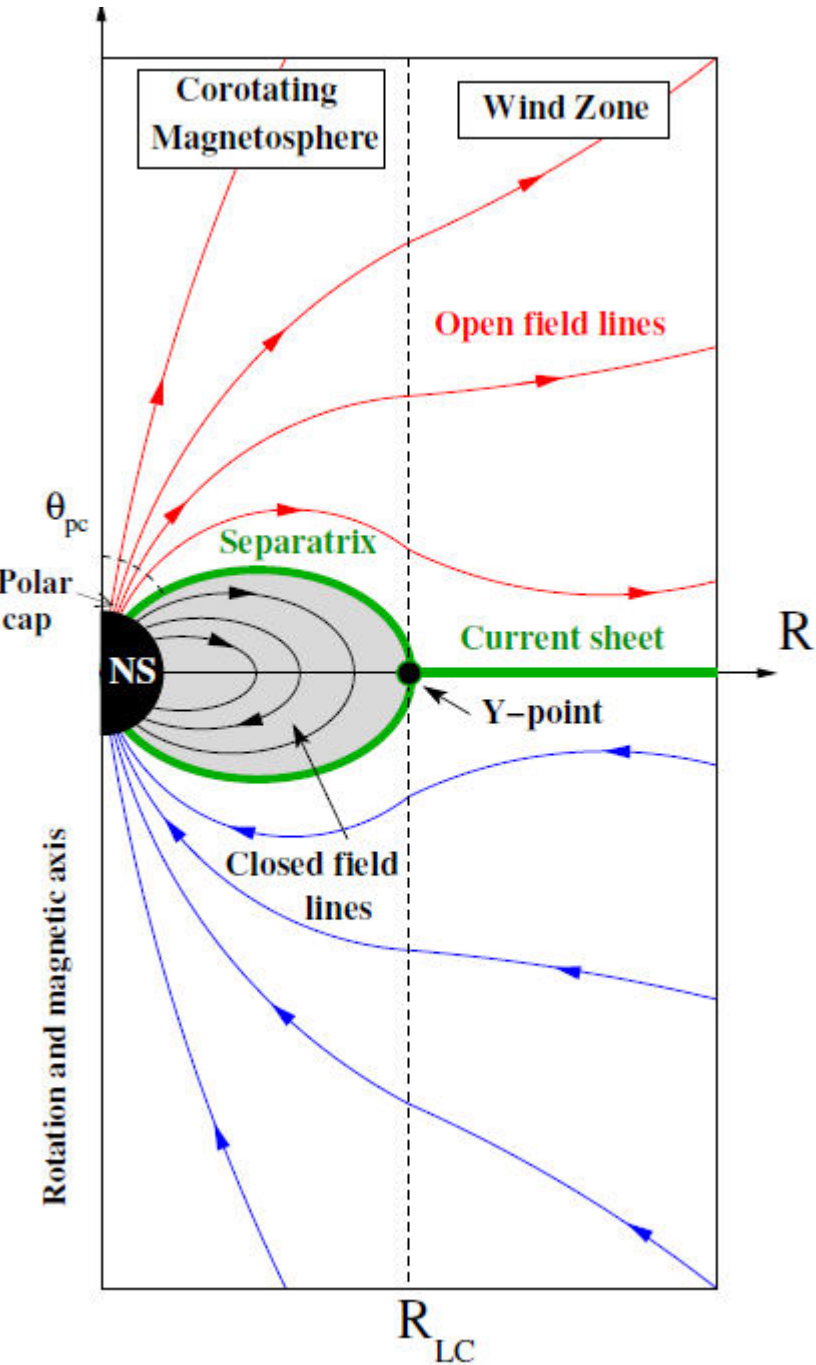 Corotating
Magnetosphere
Wind Zone
Open field lines
θpc
Separatrix
Polar
cap
Current sheet
R
NS
Y–point
Closed field
lines
Rotation and magnetic axis
RLC